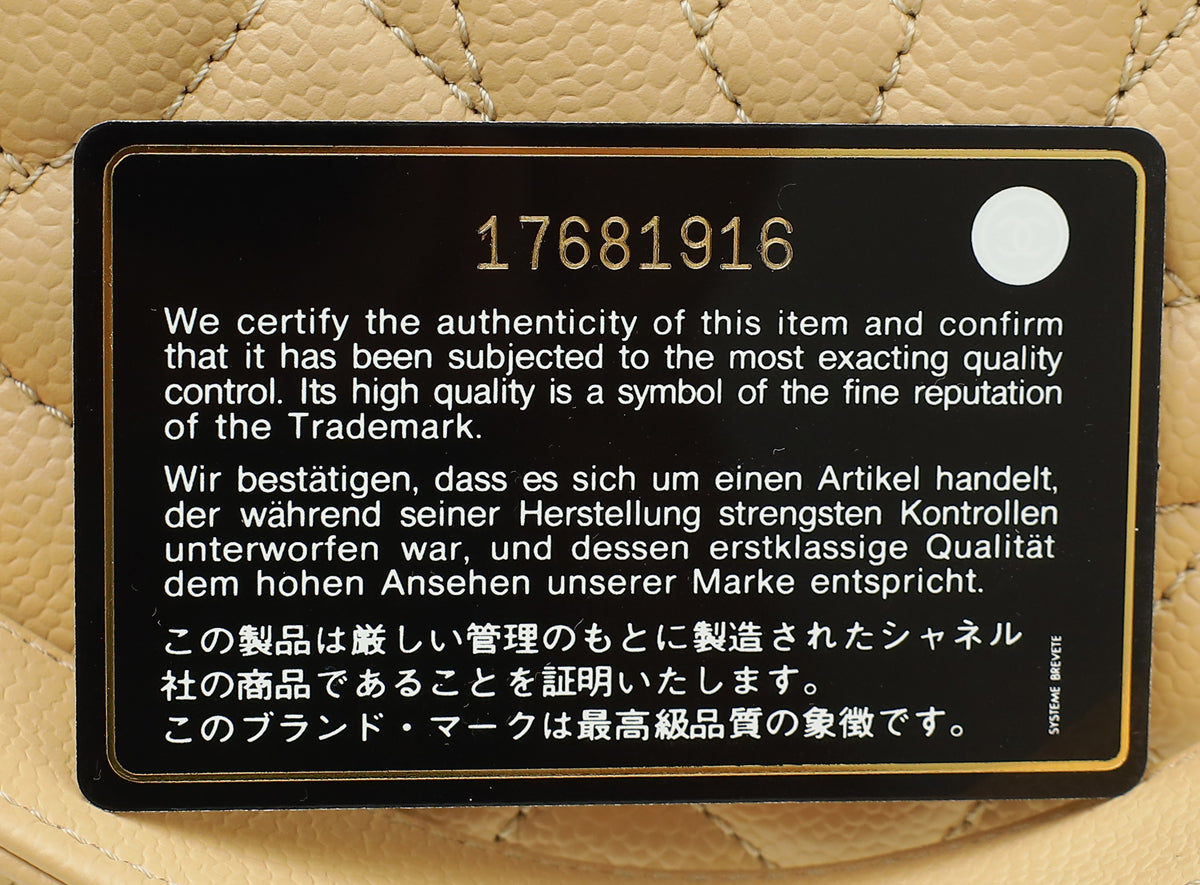 17681916
We certify the authenticity of this item and confirm
that it has been subjected to the most exacting quality
control. Its high quality is a symbol of the fine reputation
of the Trademark.
Wir bestätigen, dass es sich um einen Artikel handelt,
der während seiner Herstellung strengsten Kontrollen
unterworfen war, und dessen erstklassige Qualität
dem hohen Ansehen unserer Marke entspricht.
この製品は厳しい管理のもとに製造されたシャネル
社の商品であることを証明いたします。
このブランド・マークは最高級品質の象徴です。
SYSTEME BREVETE